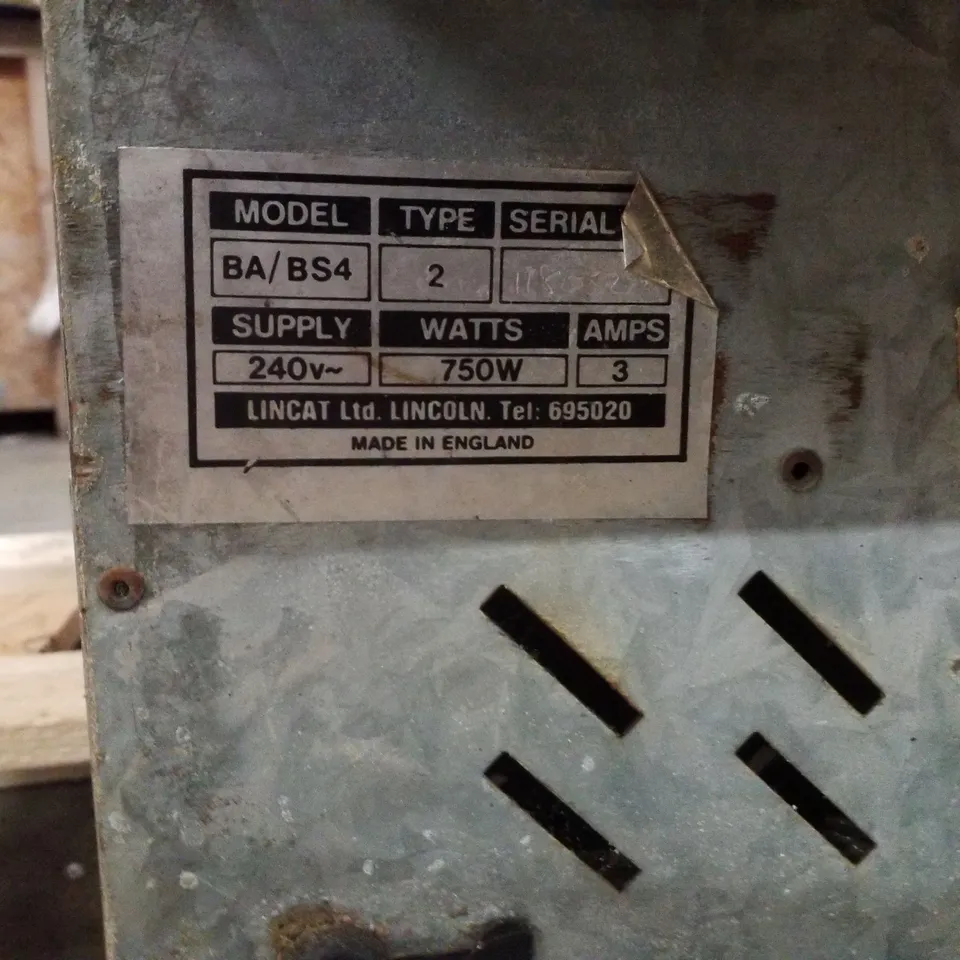 MODEL TYPE SERIAL
BA/BS4 2
SUPPLY WATTS AMPS
240v~ 750W 3
LINCAT Ltd. LINCOLN. Tel: 695020
MADE IN ENGLAND